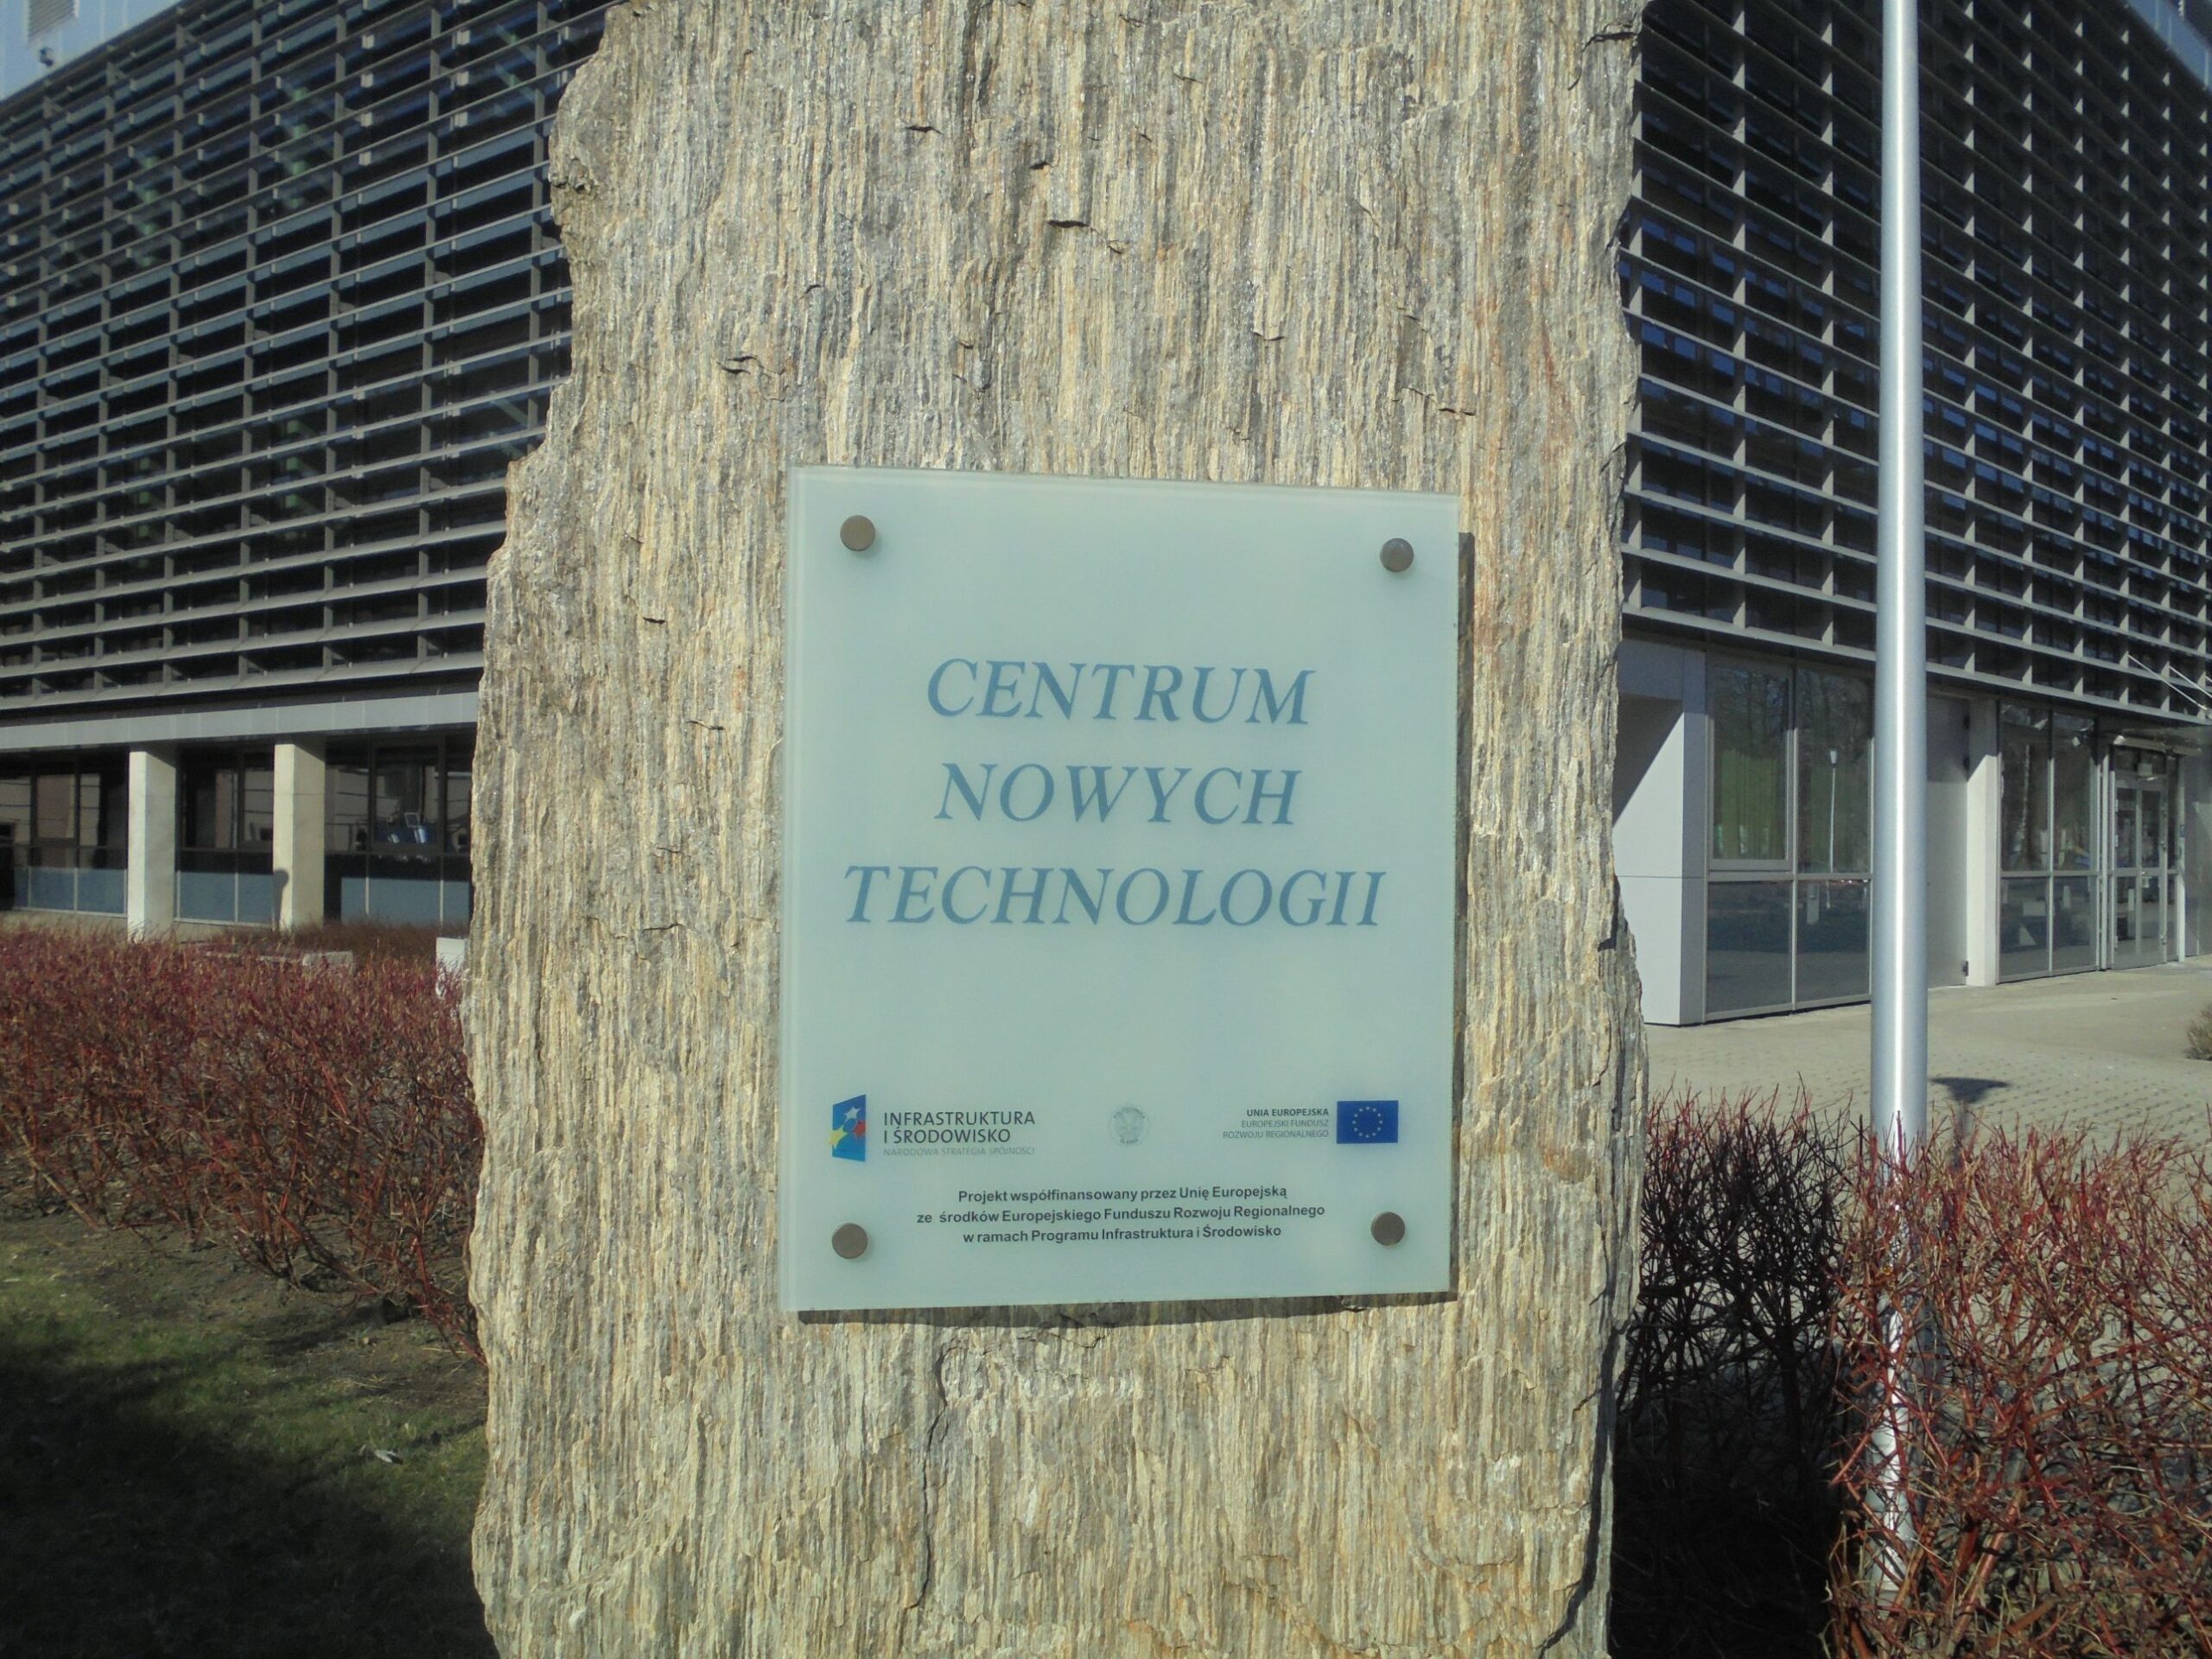 CENTRUM
NOWYCH
TECHNOLOGII
INFRASTRUKTURA
I ŚRODOWISKO
NARODOWA STRATEGIA SPÓJNOŚCI
UNIA EUROPEJSKA
EUROPEJSKI FUNDUSZ
ROZWOJU REGIONALNEGO
Projekt współfinansowany przez Unię Europejską
ze środków Europejskiego Funduszu Rozwoju Regionalnego
w ramach Programu Infrastruktura i Środowisko